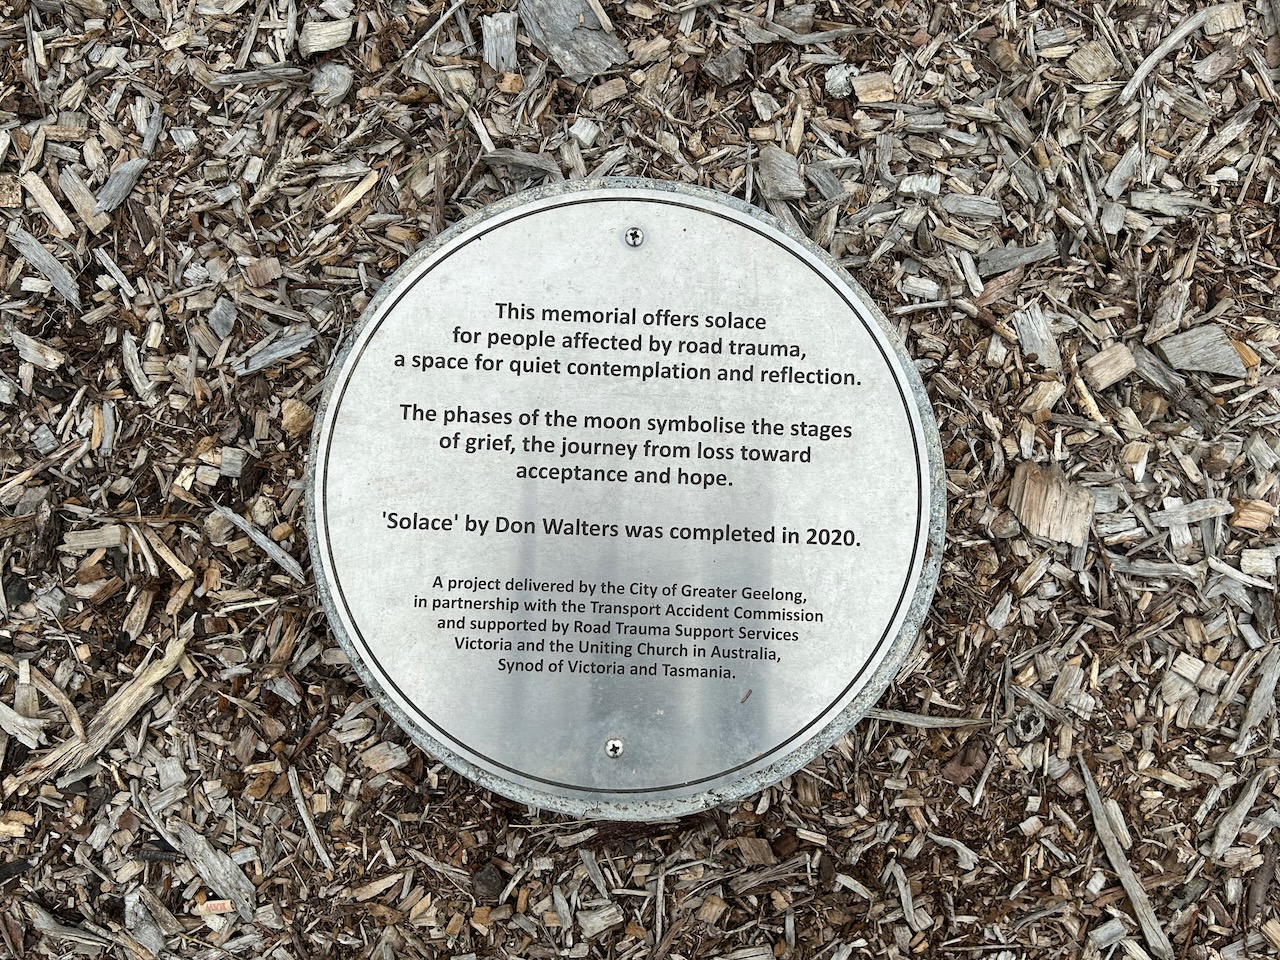 This memorial offers solace
for people affected by road trauma,
a space for quiet contemplation and reflection.
The phases of the moon symbolise the stages
of grief, the journey from loss toward
acceptance and hope.
'Solace' by Don Walters was completed in 2020.
A project delivered by the City of Greater Geelong,
in partnership with the Transport Accident Commission
and supported by Road Trauma Support Services
Victoria and the Uniting Church in Australia,
Synod of Victoria and Tasmania.